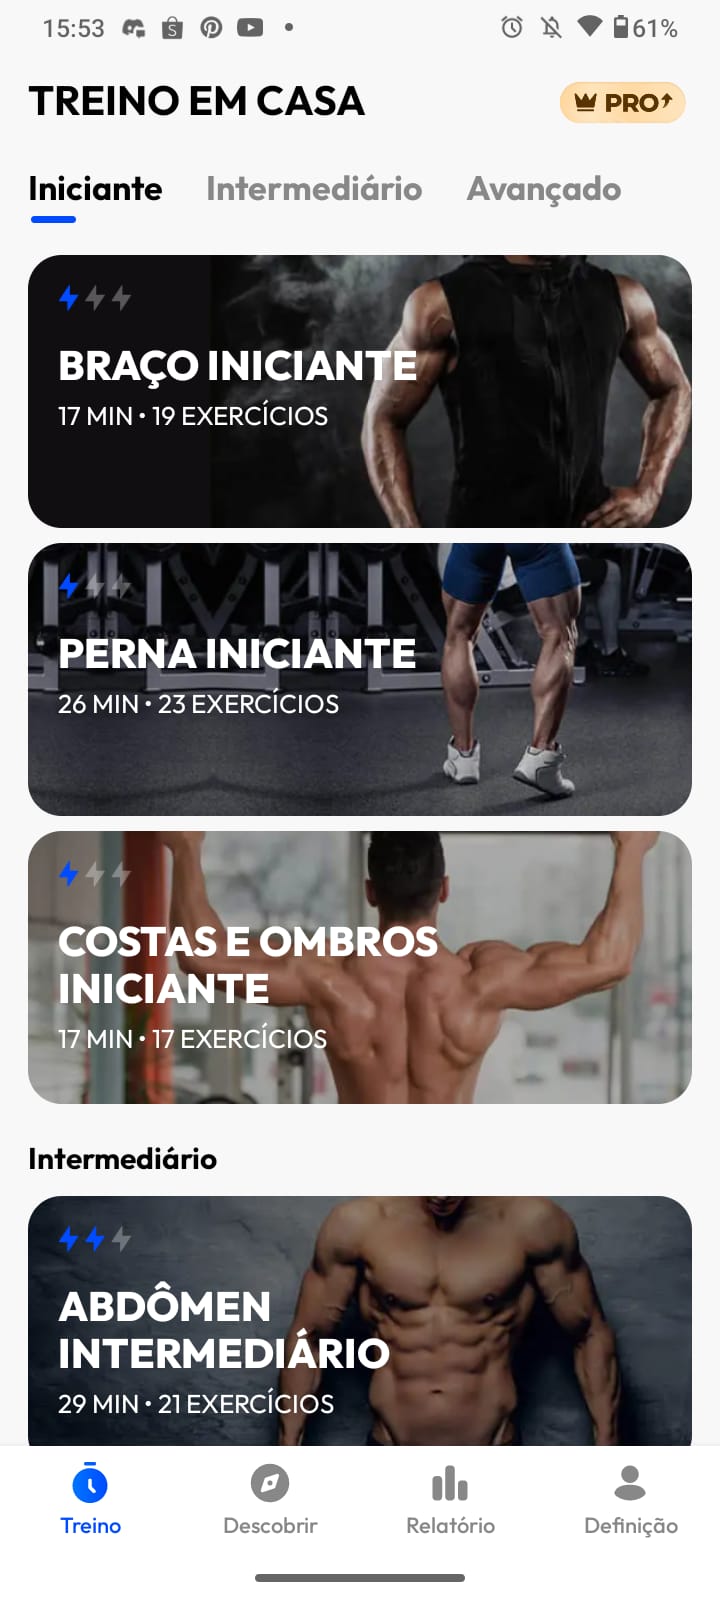 15:53
61%
TREINO EM CASA
PRO
Iniciante Intermediário Avançado
BRAÇO INICIANTE
17 MIN • 19 EXERCÍCIOS
PERNA INICIANTE
26 MIN • 23 EXERCÍCIOS
COSTAS E OMBROS
INICIANTE
17 MIN • 17 EXERCÍCIOS
Intermediário
ABDÔMEN
INTERMEDIÁRIO
29 MIN • 21 EXERCÍCIOS
Treino Descobrir Relatório Definição